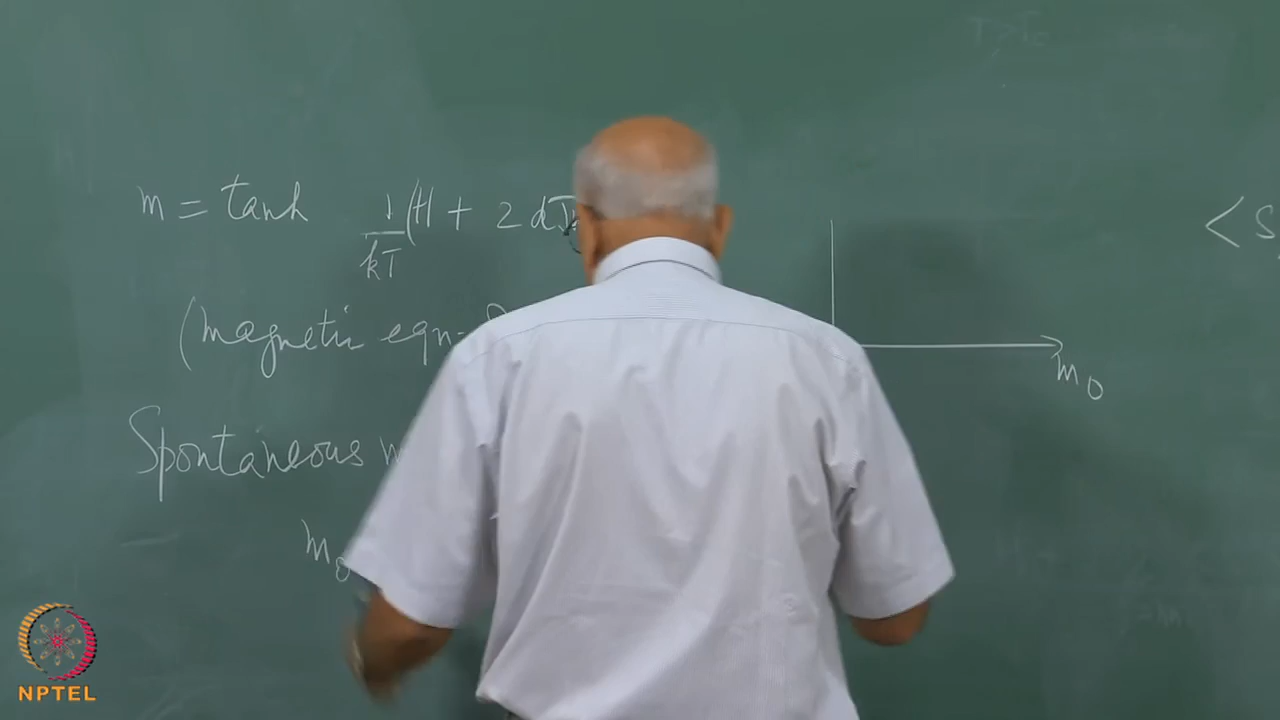 m = tanh 1/kT (H + 2dJ
(magnetic eqn.
Spontaneous
m₀
m₀
<S
NPTEL